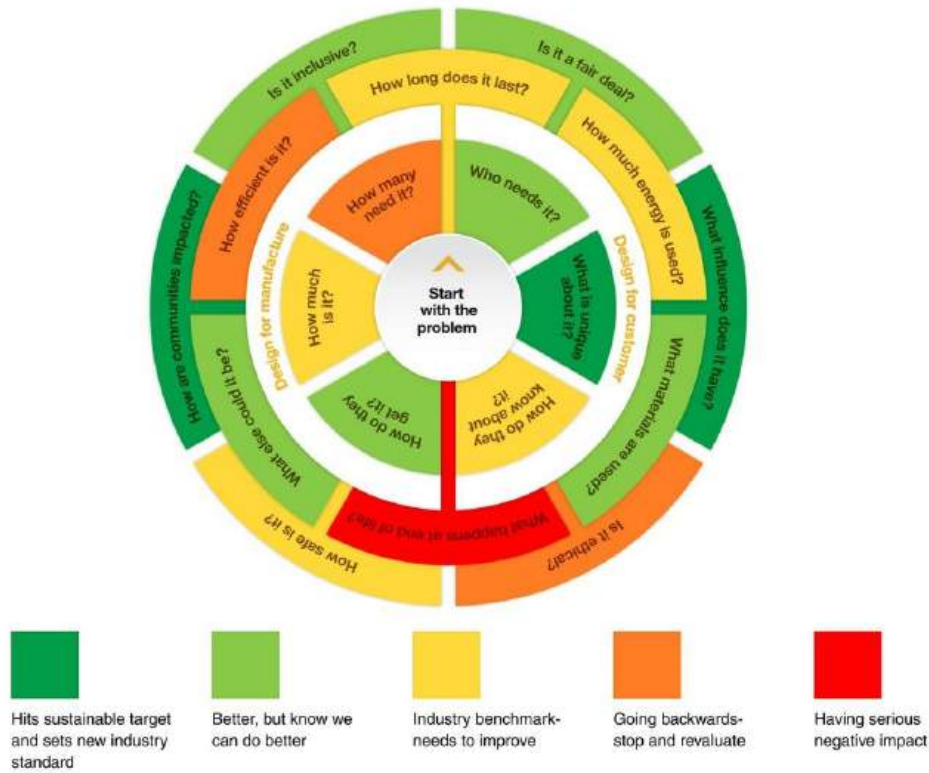 Is it inclusive?
Is it a fair deal?
How long does it last?
How efficient is it?
How much energy is used?
How many
need it?
Who needs it?
How are communities impacted?
What influence does it have?
Design for manufacture
Design for customer
How much
is it?
What is unique
about it?
Start
with the
problem
How do they
get it?
How do they
know about
it?
What else could it be?
What materials are used?
What happens at end of life?
How safe is it?
Is it ethical?
Hits sustainable target
and sets new industry
standard
Better, but know we
can do better
Industry benchmark-
needs to improve
Going backwards-
stop and revaluate
Having serious
negative impact